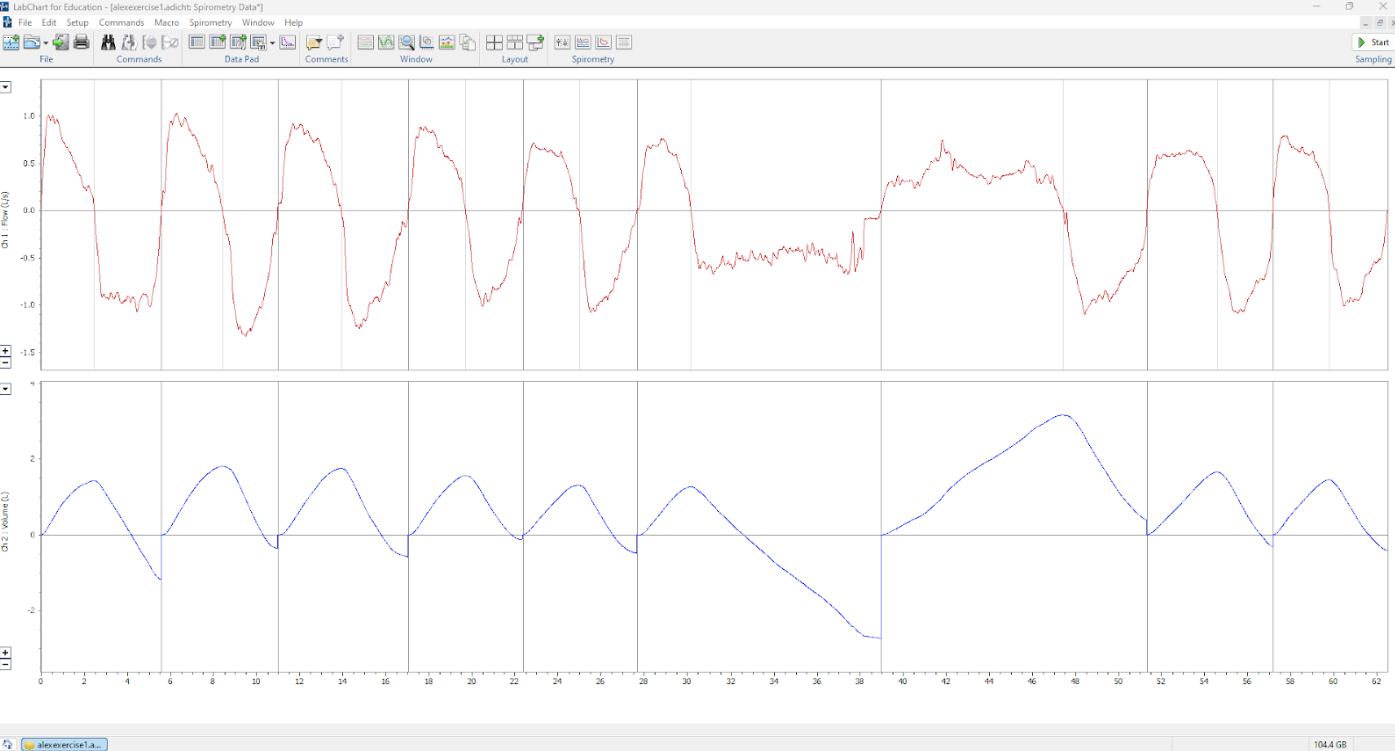 LabChart for Education - [alexexercise1.adicht: Spirometry Data*]
File Edit Setup Commands Macro Spirometry Window Help
File Commands Data Pad Comments Window Layout Spirometry Sampling
Start
1.0
0.5
0.0
-0.5
-1.0
-1.5
Ch 1 : Flow (L/s)
4
2
0
-2
Ch 2 : Volume (L)
0 2 4 6 8 10 12 14 16 18 20 22 24 26 28 30 32 34 36 38 40 42 44 46 48 50 52 54 56 58 60 62
alexexercise1.a...
104.4 GB